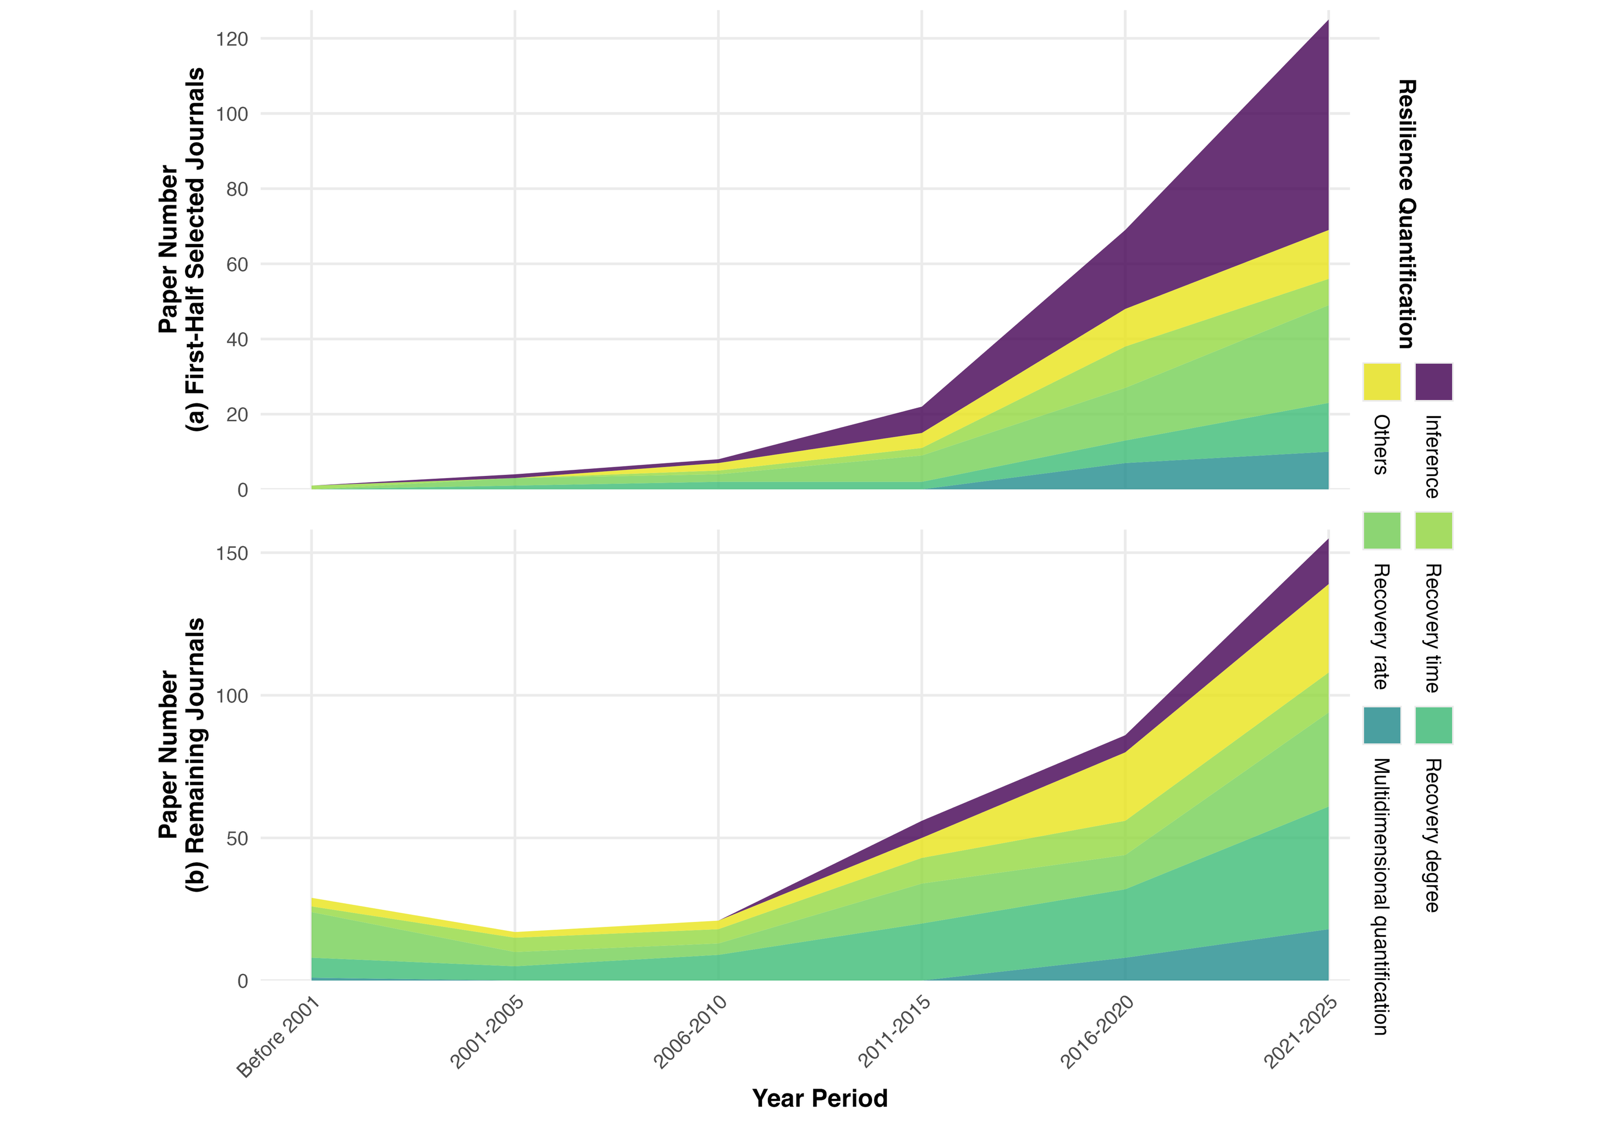 Paper Number
(a) First-Half Selected Journals
120
100
80
60
40
20
0
Paper Number
(b) Remaining Journals
150
100
50
0
Before 2001
2001-2005
2006-2010
2011-2015
2016-2020
2021-2025
Year Period
Resilience Quantification
Inference
Recovery time
Recovery degree
Others
Recovery rate
Multidimensional quantification